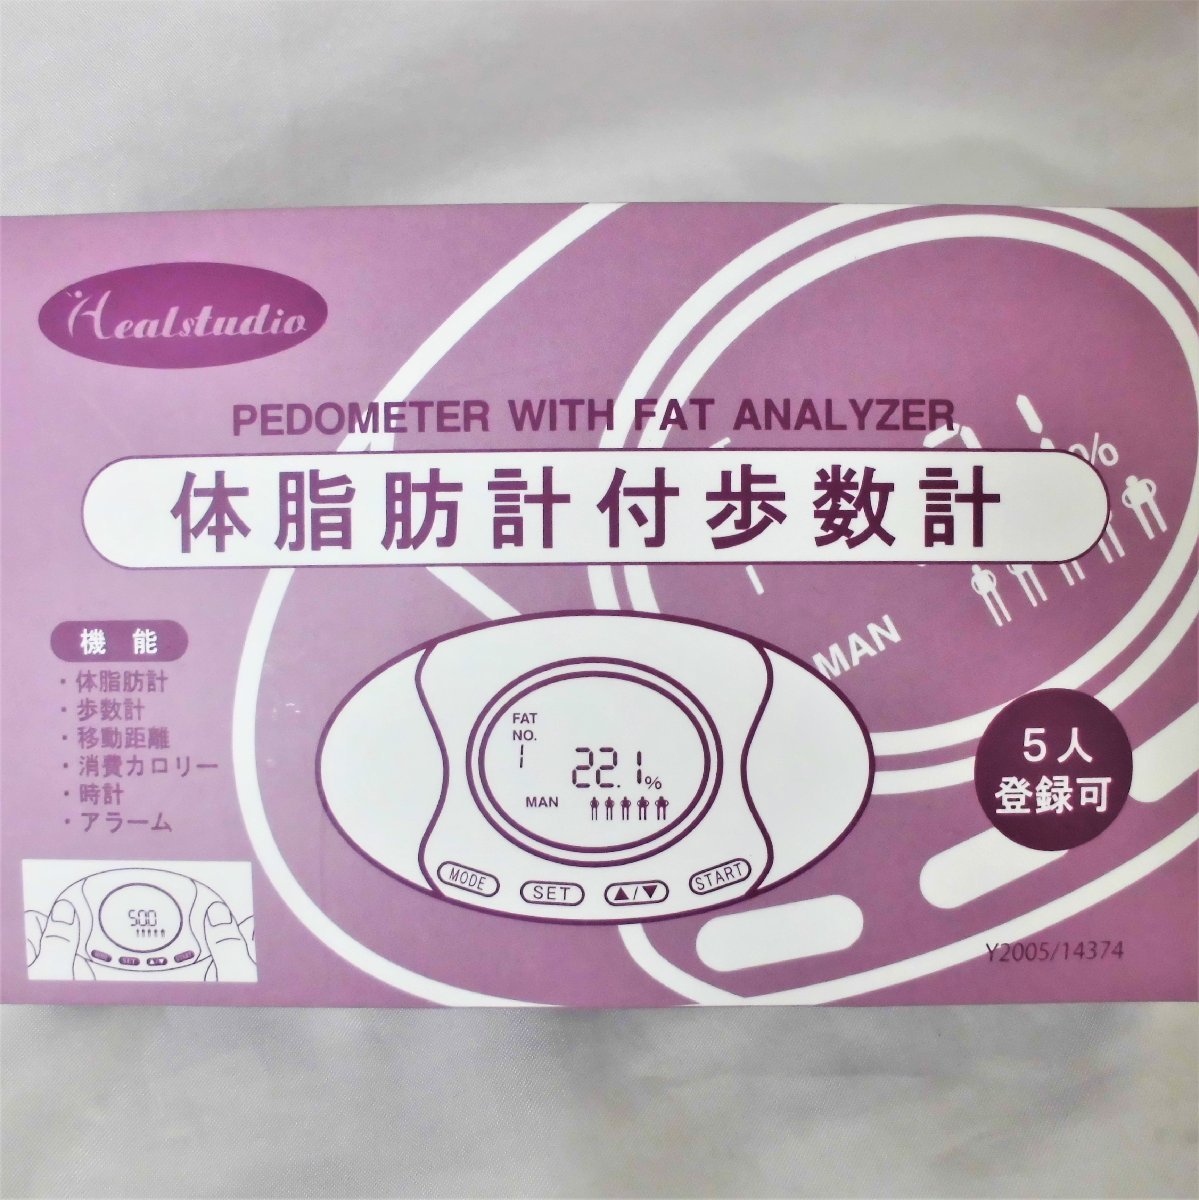 Healstudio
PEDOMETER WITH FAT ANALYZER
体脂肪計付歩数計
%
MAN
機 能
・体脂肪計
・歩数計
・移動距離
・消費カロリー
・時計
・アラーム
FAT
NO.
1
22.1%
MAN
MODE
SET
▲/▼
START
5人
登録可
500
Y2005/14374